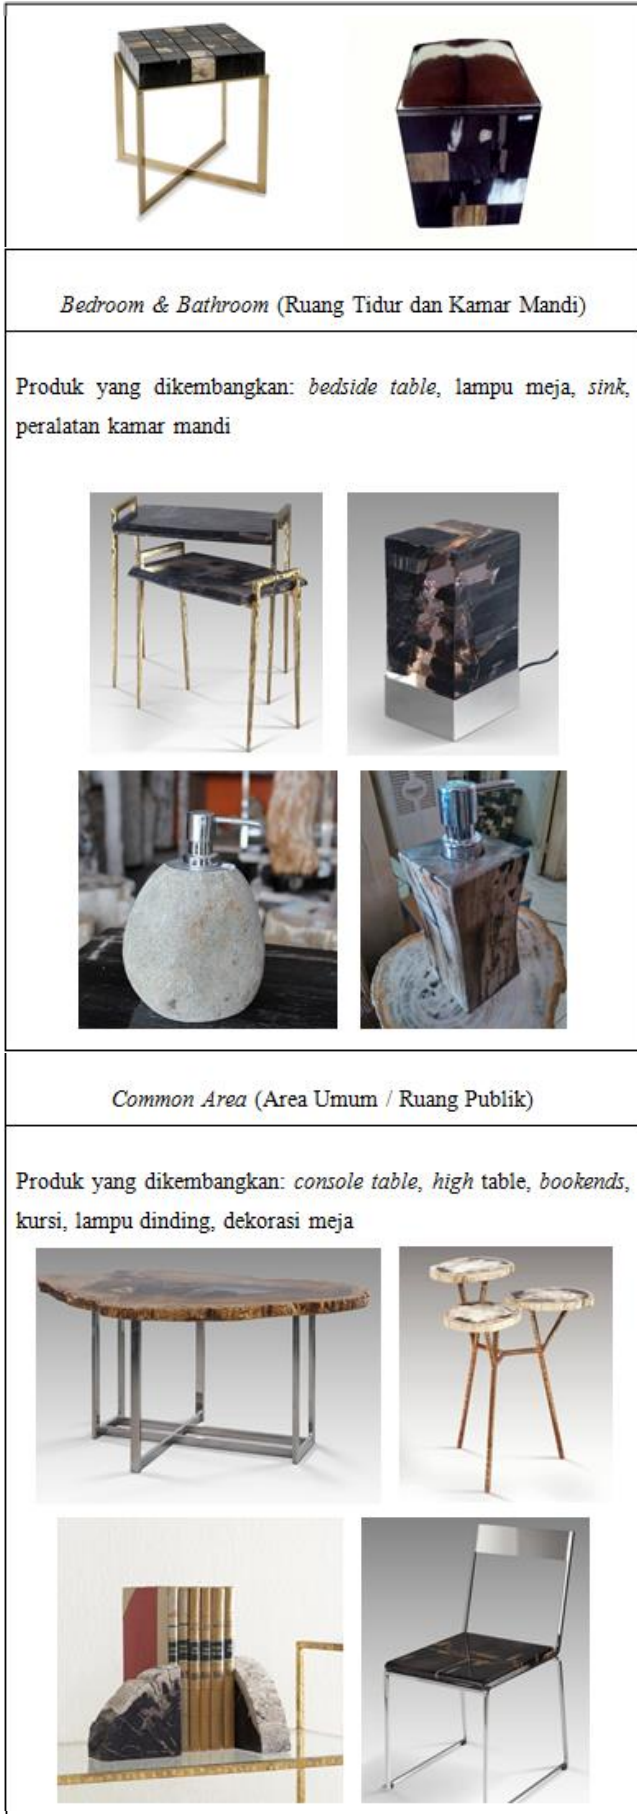 Bedroom & Bathroom (Ruang Tidur dan Kamar Mandi)
Produk yang dikembangkan: bedside table, lampu meja, sink,
peralatan kamar mandi
Common Area (Area Umum / Ruang Publik)
Produk yang dikembangkan: console table, high table, bookends,
kursi, lampu dinding, dekorasi meja